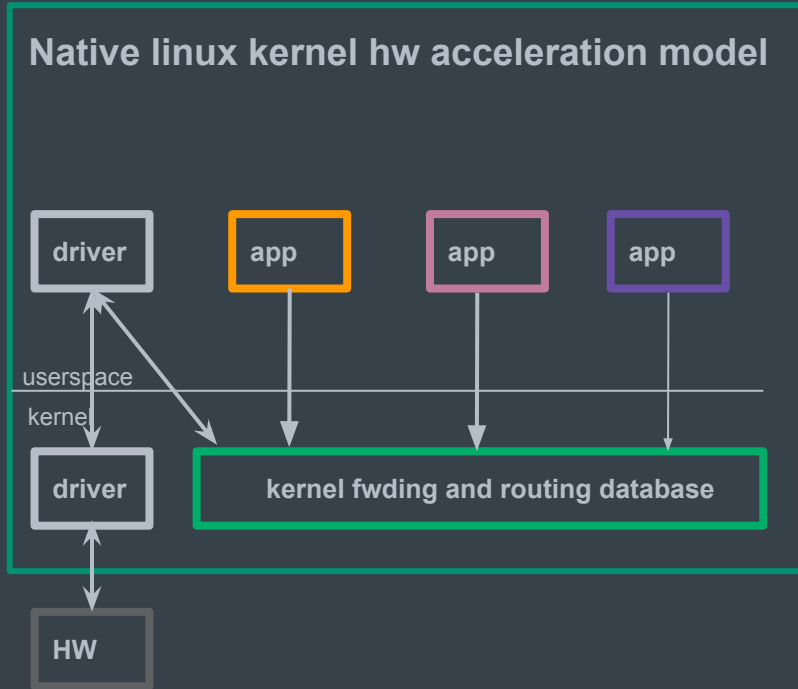 Native linux kernel hw acceleration model
driver
app
app
app
userspace
kernel
driver
kernel fwding and routing database
HW